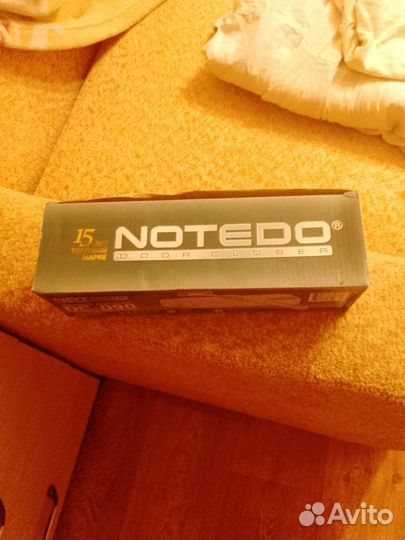 15 лет
ТОРГОВОЙ
МАРКЕ
NOTEDO®
DOOR CLOSER
Avito